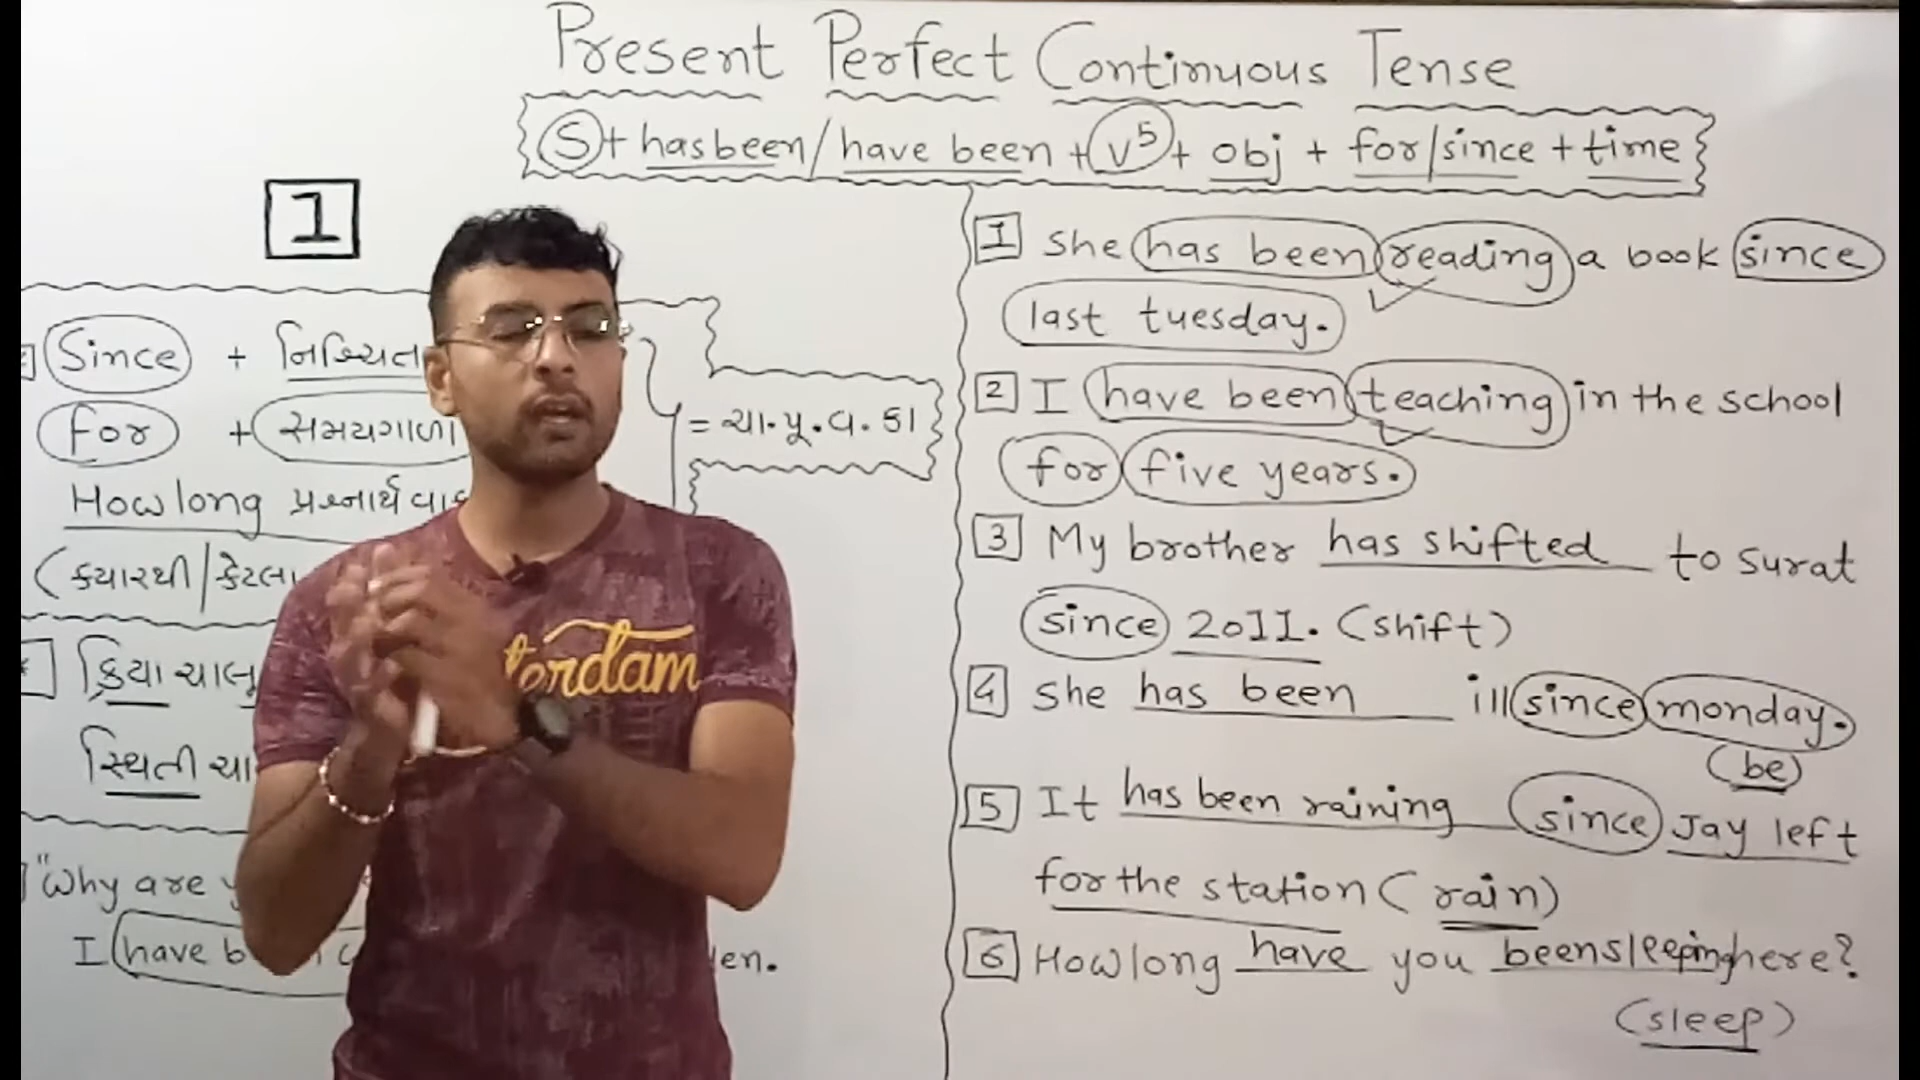 Present Perfect Continuous Tense
S + has been / have been + v5 + obj + for/since + time
1
Since + નિશ્ચિત
for + સમયગાળા
= ચા.પૂ.વ.કા
How long પ્રશ્નાર્થ
(ક્યારથી/કેટલા
ક્રિયા ચાલુ
સ્થિતી ચા
"Why are
I have
terdam
1 She has been reading a book since
last tuesday.
2 I have been teaching in the school
for five years.
3 My brother has shifted to surat
since 2011. (shift)
4 She has been ill since monday.
(be)
5 It has been raining since Jay left
for the station (rain)
6 How long have you been sleeping here?
(sleep)